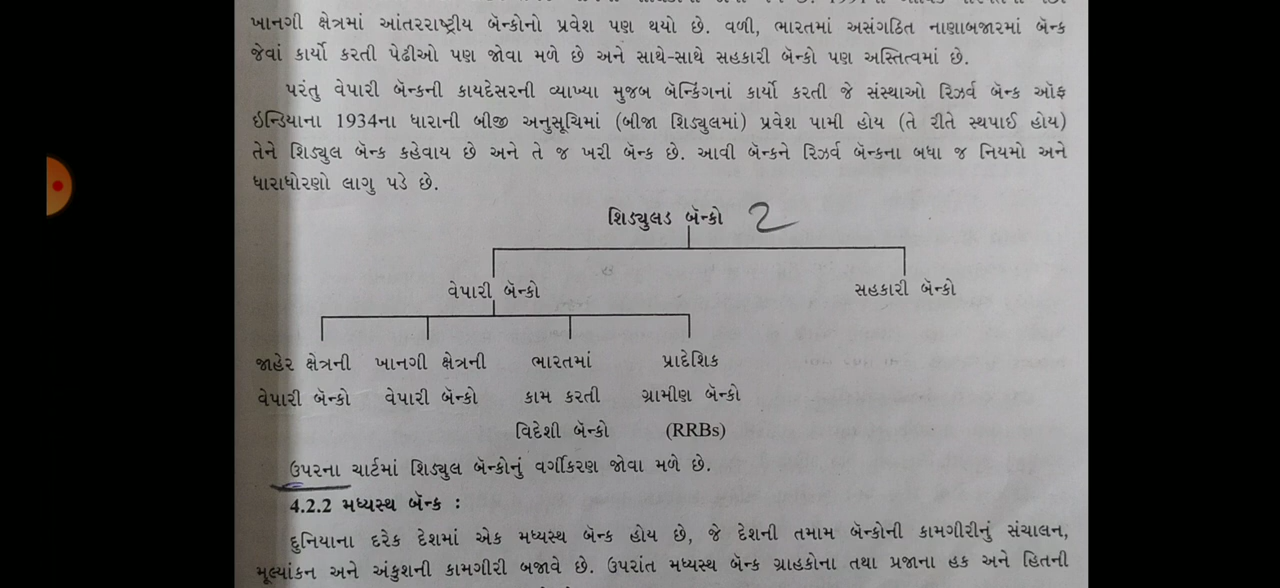 ખાનગી ક્ષેત્રમાં આંતરરાષ્ટ્રીય બૅન્કોનો પ્રવેશ પણ થયો છે. વળી, ભારતમાં અસંગઠિત નાણાબજારમાં બૅન્ક
જેવાં કાર્યો કરતી પેઢીઓ પણ જોવા મળે છે અને સાથે-સાથે સહકારી બૅન્કો પણ અસ્તિત્વમાં છે.
પરંતુ વેપારી બૅન્કની કાયદેસરની વ્યાખ્યા મુજબ બૅન્કિંગનાં કાર્યો કરતી જે સંસ્થાઓ રિઝર્વ બૅન્ક ઑફ
ઇન્ડિયાના 1934ના ધારાની બીજી અનુસૂચિમાં (બીજા શિડ્યુલમાં) પ્રવેશ પામી હોય (તે રીતે સ્થપાઈ હોય)
તેને શિડ્યુલ બૅન્ક કહેવાય છે અને તે જ ખરી બૅન્ક છે. આવી બૅન્કને રિઝર્વ બૅન્કના બધા જ નિયમો અને
ધારાધોરણો લાગુ પડે છે.
શિડ્યુલડ બૅન્કો 2
વેપારી બૅન્કો સહકારી બૅન્કો
જાહેર ક્ષેત્રની ખાનગી ક્ષેત્રની ભારતમાં પ્રાદેશિક
વેપારી બૅન્કો વેપારી બૅન્કો કામ કરતી ગ્રામીણ બૅન્કો
વિદેશી બૅન્કો (RRBs)
ઉપરના ચાર્ટમાં શિડ્યુલ બૅન્કોનું વર્ગીકરણ જોવા મળે છે.
4.2.2 મધ્યસ્થ બૅન્ક :
દુનિયાના દરેક દેશમાં એક મધ્યસ્થ બૅન્ક હોય છે, જે દેશની તમામ બૅન્કોની કામગીરીનું સંચાલન,
મૂલ્યાંકન અને અંકુશની કામગીરી બજાવે છે. ઉપરાંત મધ્યસ્થ બૅન્ક ગ્રાહકોના તથા પ્રજાના હક અને હિતની